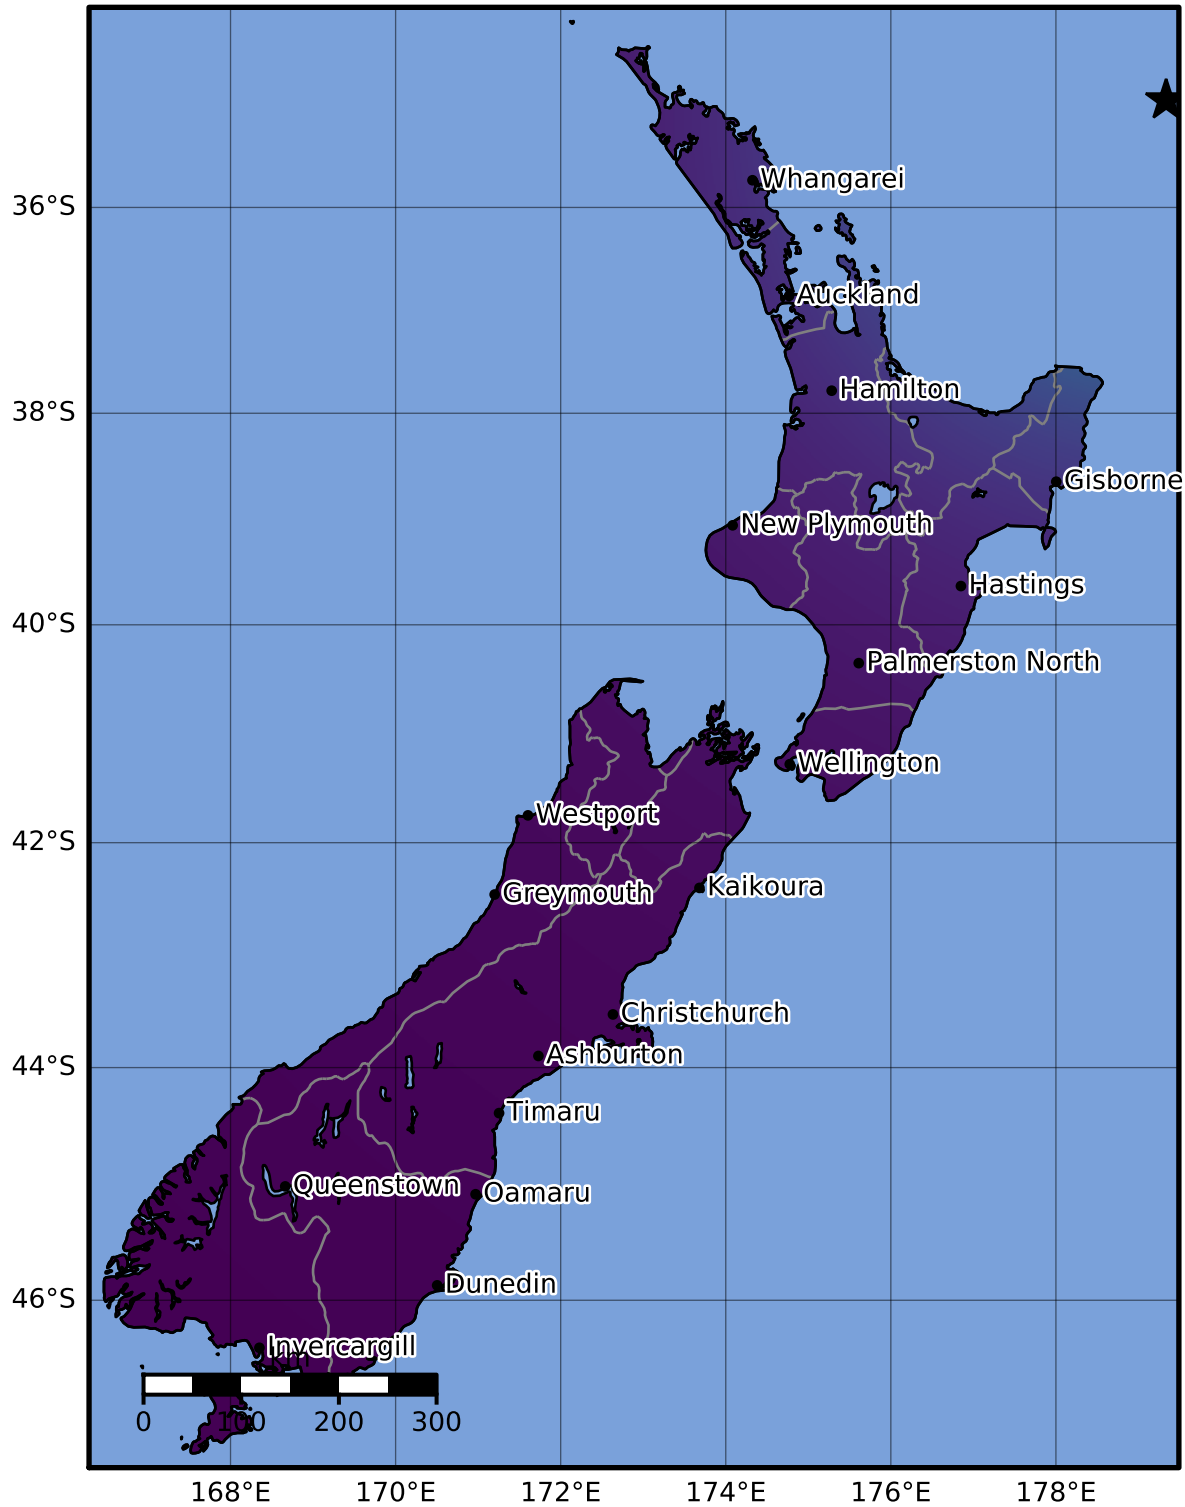 Whangarei
36°S
Auckland
Hamilton
38°S
Gisborne
New Plymouth
Hastings
40°S
Palmerston North
Wellington
Westport
42°S
Kaikoura
Greymouth
Christchurch
Ashburton
44°S
Timaru
Queenstown
Oamaru
Dunedin
46°S
Invercargill
km
0 100 200 300
168°E 170°E 172°E 174°E 176°E 178°E